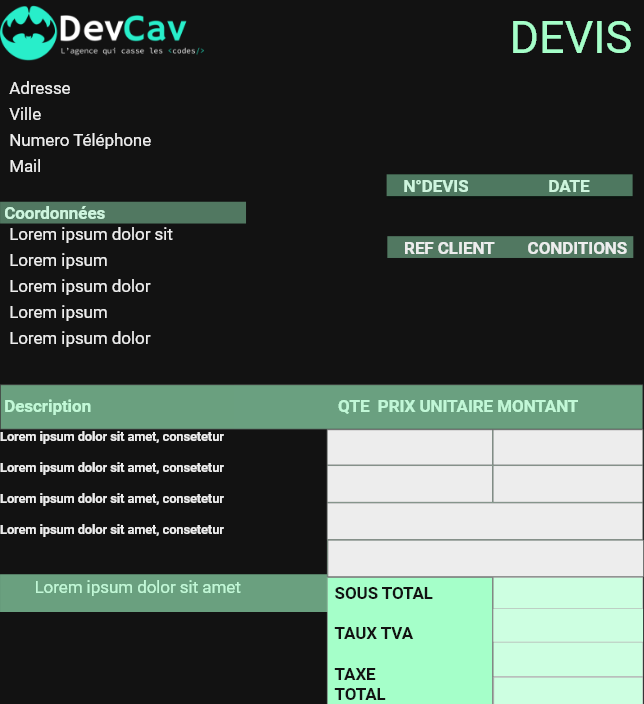 DevCav
L'agence qui casse les <codes/>
DEVIS
Adresse
Ville
Numero Téléphone
Mail
N°DEVIS DATE
Coordonnées
Lorem ipsum dolor sit
REF CLIENT CONDITIONS
Lorem ipsum
Lorem ipsum dolor
Lorem ipsum
Lorem ipsum dolor
Description QTE PRIX UNITAIRE MONTANT
Lorem ipsum dolor sit amet, consetetur
Lorem ipsum dolor sit amet, consetetur
Lorem ipsum dolor sit amet, consetetur
Lorem ipsum dolor sit amet, consetetur
Lorem ipsum dolor sit amet
SOUS TOTAL
TAUX TVA
TAXE
TOTAL